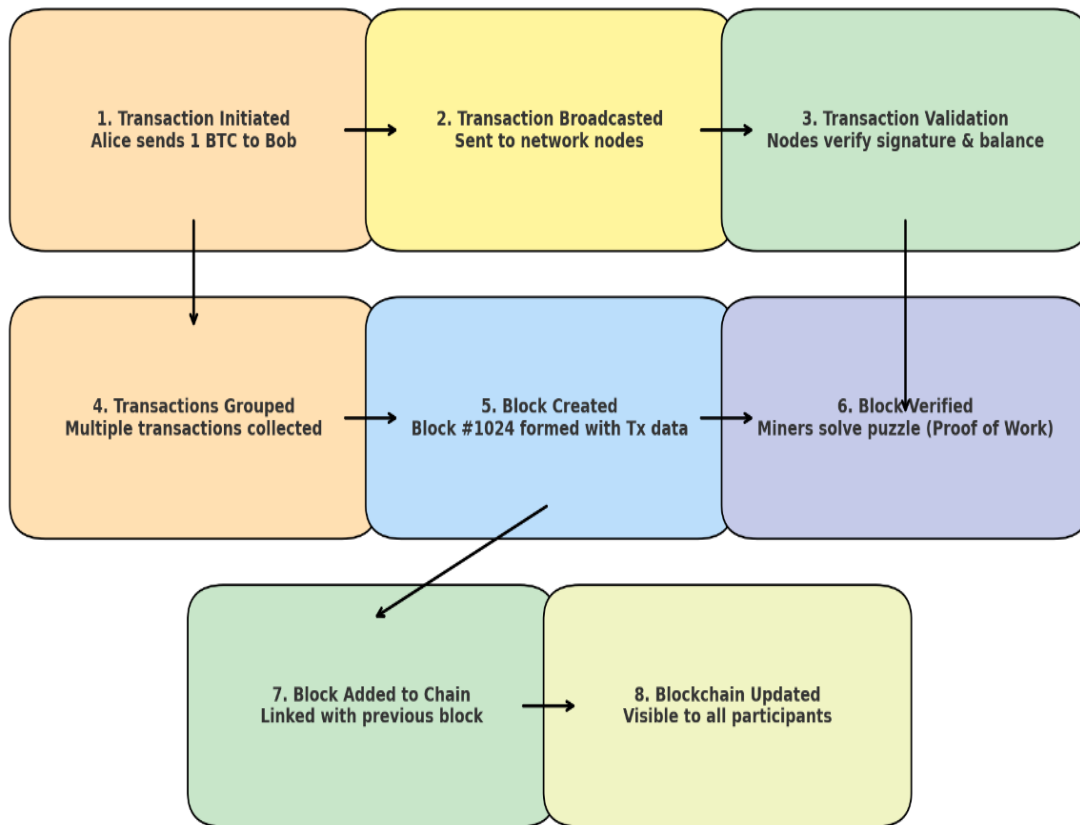 1. Transaction Initiated
Alice sends 1 BTC to Bob
2. Transaction Broadcasted
Sent to network nodes
3. Transaction Validation
Nodes verify signature & balance
4. Transactions Grouped
Multiple transactions collected
5. Block Created
Block #1024 formed with Tx data
6. Block Verified
Miners solve puzzle (Proof of Work)
7. Block Added to Chain
Linked with previous block
8. Blockchain Updated
Visible to all participants